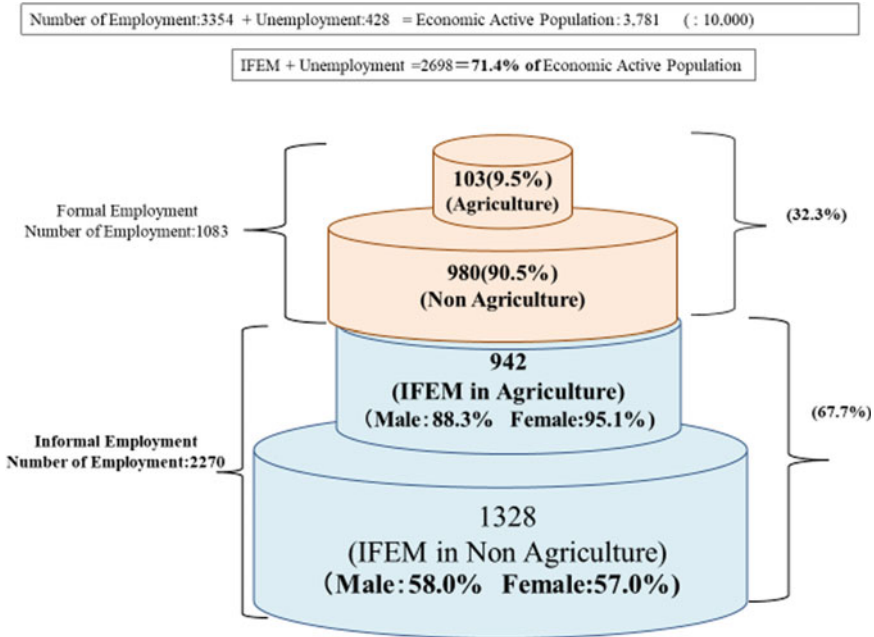 Number of Employment:3354 + Unemployment:428 = Economic Active Population: 3,781 ( : 10,000)
IFEM + Unemployment =2698＝71.4% of Economic Active Population
103(9.5%)
(Agriculture)
Formal Employment
Number of Employment:1083
(32.3%)
980(90.5%)
(Non Agriculture)
942
(IFEM in Agriculture)
（Male：88.3% Female:95.1%）
(67.7%)
Informal Employment
Number of Employment:2270
1328
(IFEM in Non Agriculture)
（Male：58.0% Female:57.0%）